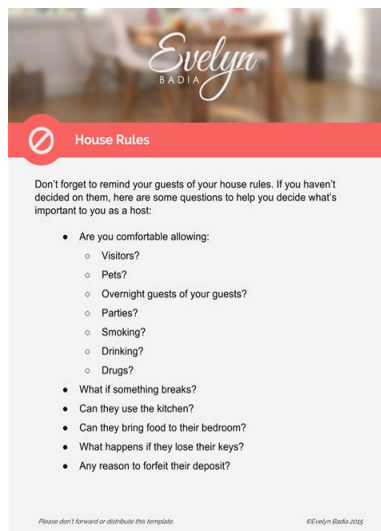 Evelyn
BADIA
House Rules
Don't forget to remind your guests of your house rules. If you haven't
decided on them, here are some questions to help you decide what's
important to you as a host:
● Are you comfortable allowing:
○ Visitors?
○ Pets?
○ Overnight guests of your guests?
○ Parties?
○ Smoking?
○ Drinking?
○ Drugs?
● What if something breaks?
● Can they use the kitchen?
● Can they bring food to their bedroom?
● What happens if they lose their keys?
● Any reason to forfeit their deposit?
Please don't forward or distribute this template.
©Evelyn Badia 2015